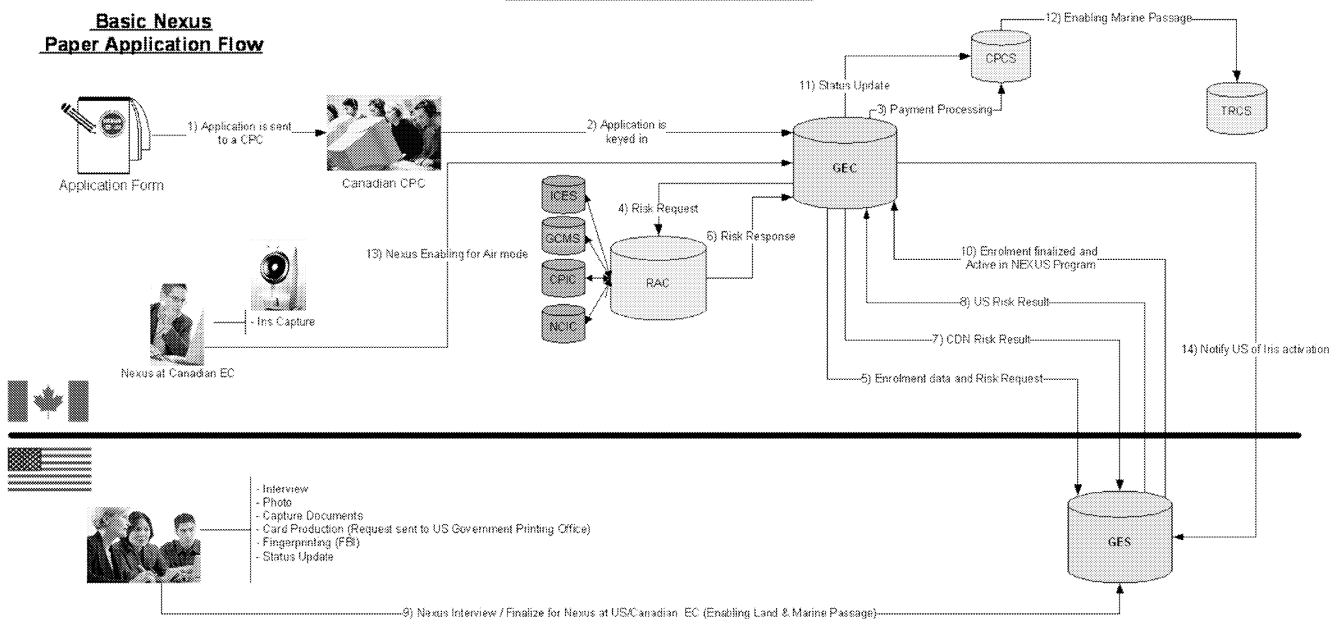 Basic Nexus
Paper Application Flow
12) Enabling Marine Passage
CPCS
11) Status Update
3) Payment Processing
TRCS
1) Application is sent
to a CPC
2) Application is
keyed in
Application Form
Canadian CPC
GEC
ICES
4) Risk Request
GCMS
6) Risk Response
13) Nexus Enabling for Air mode
10) Enrolment finalized and
Active in NEXUS Program
CPIC
RAC
8) US Risk Result
- Iris Capture
NCIC
7) CDN Risk Result
14) Notify US of Iris activation
Nexus at Canadian EC
5) Enrolment data and Risk Request
- Interview
- Photo
- Capture Documents
- Card Production (Request sent to US Government Printing Office)
- Fingerprinting (FBI)
- Status Update
GES
9) Nexus Interview / Finalize for Nexus at US/Canadian EC (Enabling Land & Marine Passage)